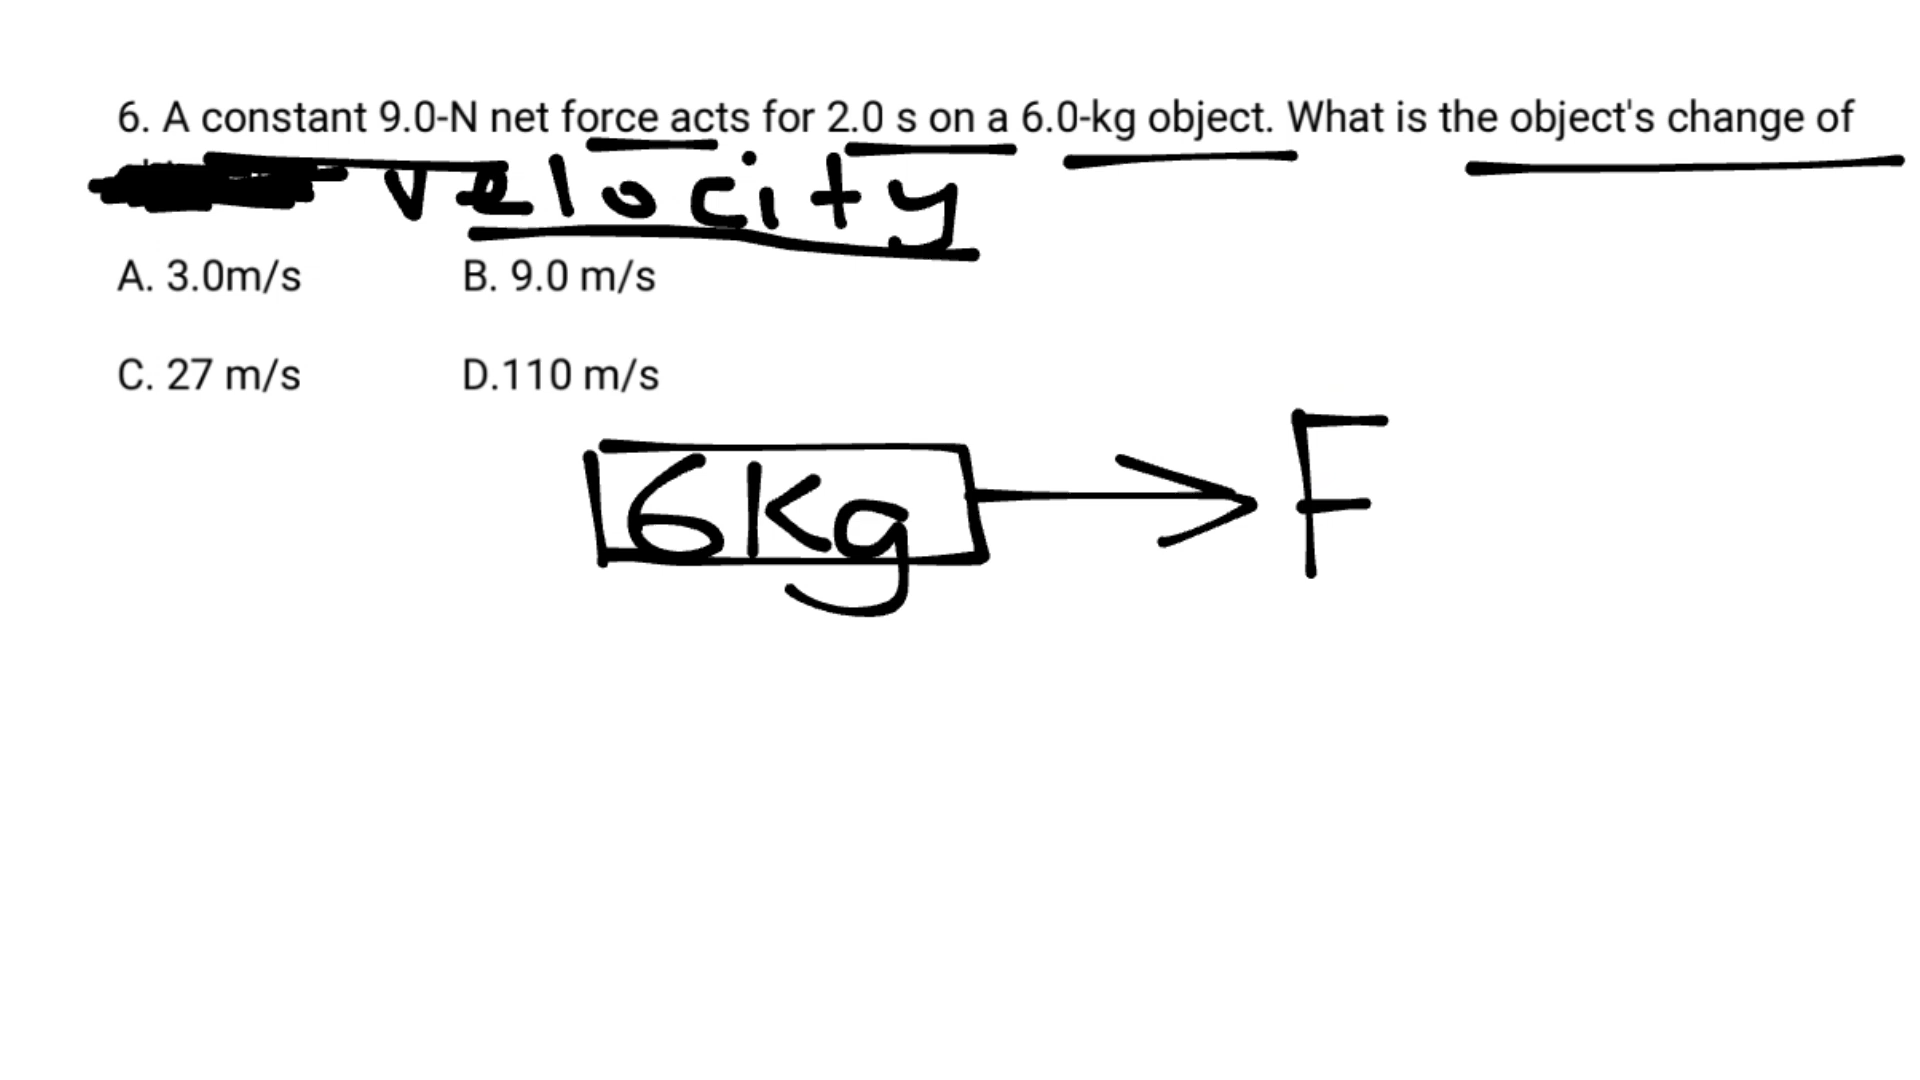 6. A constant 9.0-N net force acts for 2.0 s on a 6.0-kg object. What is the object's change of
velocity
A. 3.0m/s B. 9.0 m/s
C. 27 m/s D.110 m/s
6kg F